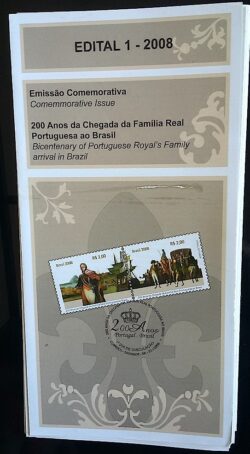 EDITAL 1 - 2008
Emissão Comemorativa
Commemorative Issue
200 Anos da Chegada da Família Real
Portuguesa ao Brasil
Bicentenary of Portuguese Royal's Family
arrival in Brazil
Brasil 2008
R$ 2,00
Brasil 2008
R$ 2,00
200 Anos
Portugal Brasil